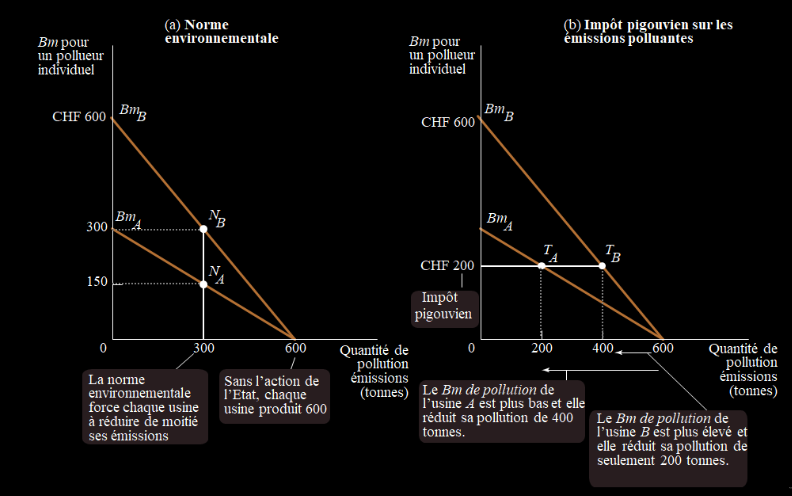 (a) Norme
environnementale
Bm pour
un pollueur
individuel
CHF 600
Bm_B
300
Bm_A
N_B
150
N_A
0
300
600
Quantité de
pollution
émissions
(tonnes)
La norme
environnementale
force chaque usine
à réduire de moitié
ses émissions
Sans l’action de
l’Etat, chaque
usine produit 600
(b) Impôt pigouvien sur les
émissions polluantes
Bm pour
un pollueur
individuel
CHF 600
Bm_B
Bm_A
T_A
T_B
CHF 200
Impôt
pigouvien
0
200
400
600
Quantité de
pollution
émissions
(tonnes)
Le Bm de pollution de
l’usine A est plus bas et elle
réduit sa pollution de 400
tonnes.
Le Bm de pollution de
l’usine B est plus élevé et
elle réduit sa pollution de
seulement 200 tonnes.